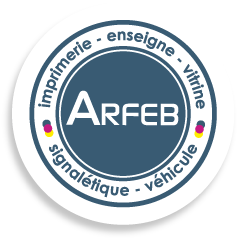 imprimerie - enseigne - vitrine
ARFEB
signalétique - véhicule